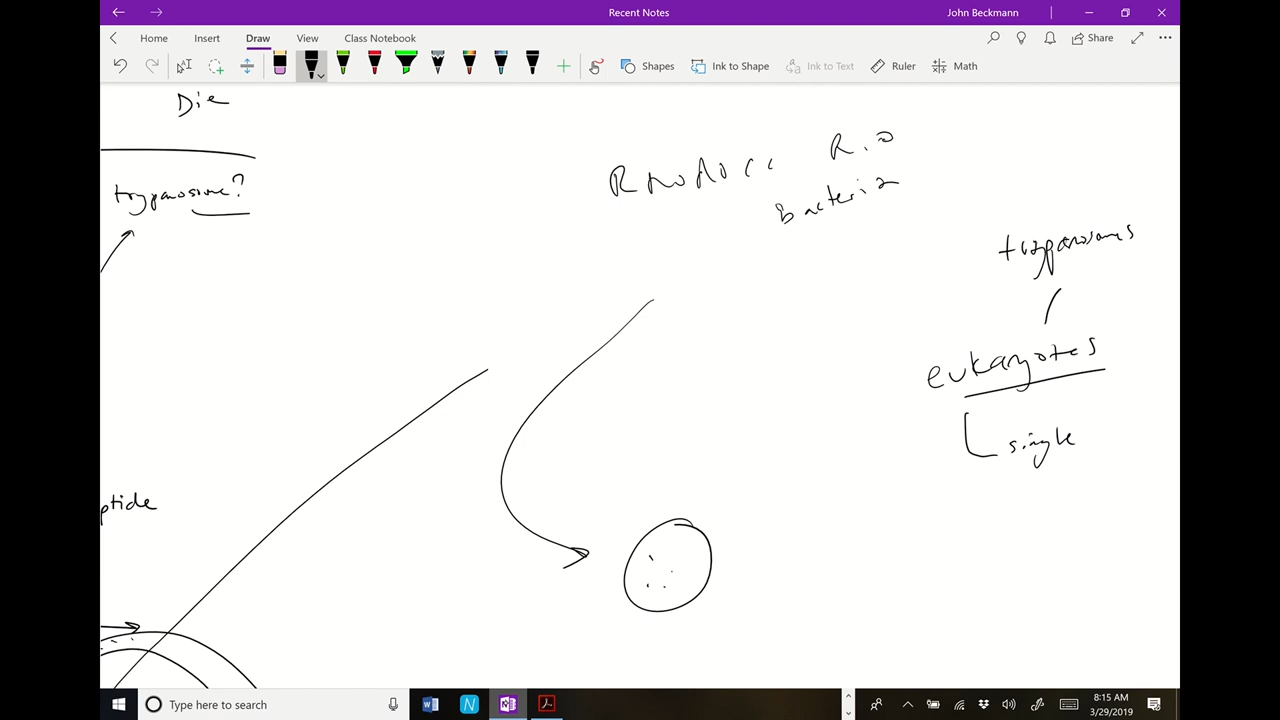 Recent Notes
John Beckmann
Home Insert Draw View Class Notebook
Share
Shapes Ink to Shape Ink to Text Ruler Math
Die
R.
bacteria
trypanosome?
trypanosomes
eukaryotes
single
ptide
Type here to search
8:15 AM
3/29/2019